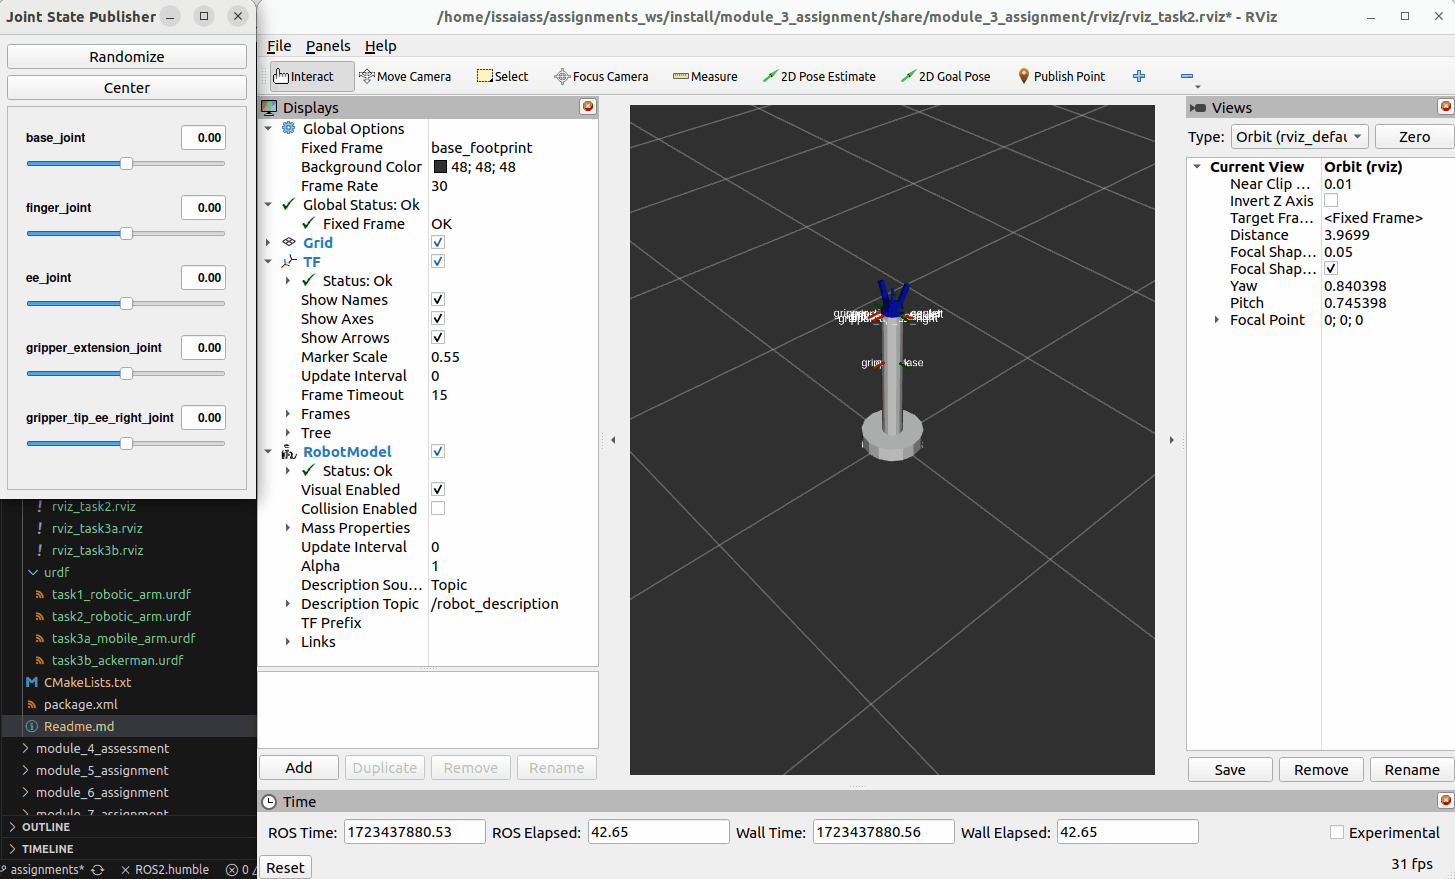 Joint State Publisher
Randomize
Center
base_joint 0.00
finger_joint 0.00
ee_joint 0.00
gripper_extension_joint 0.00
gripper_tip_ee_right_joint 0.00
rviz_task2.rviz
! rviz_task3a.rviz
! rviz_task3b.rviz
urdf
task1_robotic_arm.urdf
task2_robotic_arm.urdf
task3a_mobile_arm.urdf
task3b_ackerman.urdf
CMakeLists.txt
package.xml
Readme.md
module_4_assessment
module_5_assignment
module_6_assignment
OUTLINE
TIMELINE
assignments* ROS2.humble 0
/home/issaiass/assignments_ws/install/module_3_assignment/share/module_3_assignment/rviz/rviz_task2.rviz* - RViz
File Panels Help
Interact Move Camera Select Focus Camera Measure 2D Pose Estimate 2D Goal Pose Publish Point
Displays
Global Options
Fixed Frame base_footprint
Background Color 48; 48; 48
Frame Rate 30
Global Status: Ok
Fixed Frame OK
Grid
TF
Status: Ok
Show Names
Show Axes
Show Arrows
Marker Scale 0.55
Update Interval 0
Frame Timeout 15
Frames
Tree
RobotModel
Status: Ok
Visual Enabled
Collision Enabled
Mass Properties
Update Interval 0
Alpha 1
Description Sou... Topic
Description Topic /robot_description
TF Prefix
Links
Add Duplicate Remove Rename
Views
Type: Orbit (rviz_defau Zero
Current View Orbit (rviz)
Near Clip ... 0.01
Invert Z Axis
Target Fra... <Fixed Frame>
Distance 3.9699
Focal Shap... 0.05
Focal Shap...
Yaw 0.840398
Pitch 0.745398
Focal Point 0; 0; 0
Save Remove Rename
Time
ROS Time: 1723437880.53 ROS Elapsed: 42.65 Wall Time: 1723437880.56 Wall Elapsed: 42.65 Experimental
Reset 31 fps